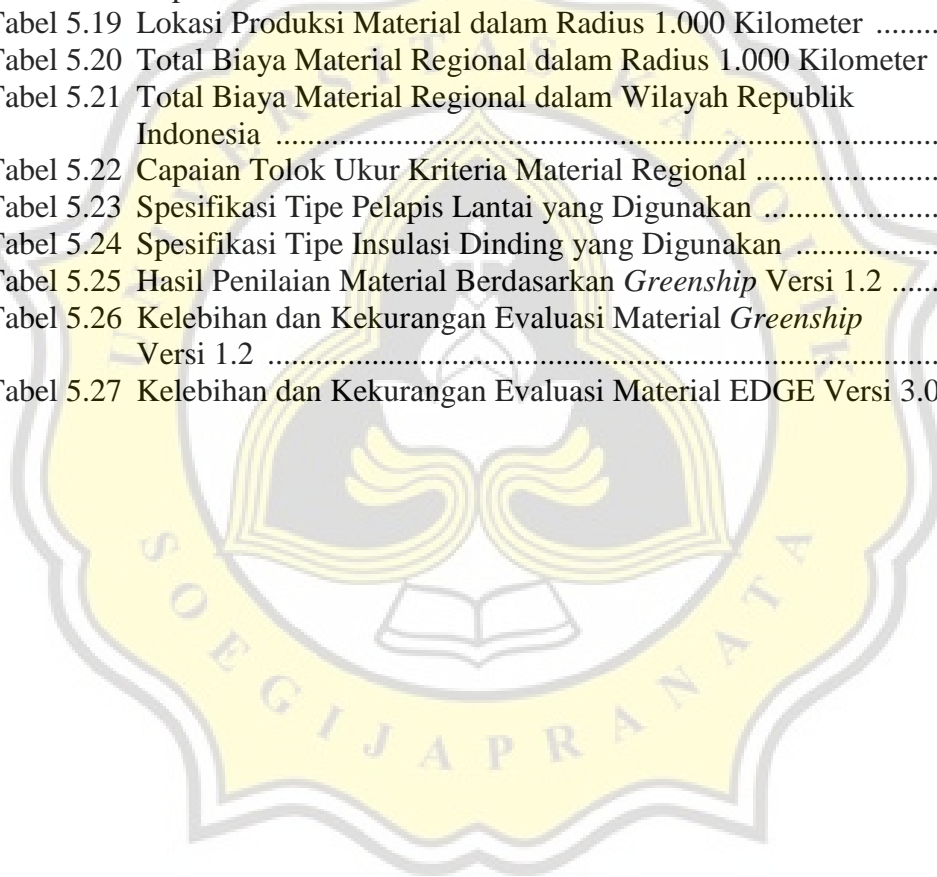 Tabel 5.19 Lokasi Produksi Material dalam Radius 1.000 Kilometer ........
Tabel 5.20 Total Biaya Material Regional dalam Radius 1.000 Kilometer
Tabel 5.21 Total Biaya Material Regional dalam Wilayah Republik
Indonesia ................................................................................
Tabel 5.22 Capaian Tolok Ukur Kriteria Material Regional .......................
Tabel 5.23 Spesifikasi Tipe Pelapis Lantai yang Digunakan ......................
Tabel 5.24 Spesifikasi Tipe Insulasi Dinding yang Digunakan ..................
Tabel 5.25 Hasil Penilaian Material Berdasarkan Greenship Versi 1.2 ......
Tabel 5.26 Kelebihan dan Kekurangan Evaluasi Material Greenship
Versi 1.2 .................................................................................
Tabel 5.27 Kelebihan dan Kekurangan Evaluasi Material EDGE Versi 3.0
UNIVERSITAS KATOLIK
SOEGIJAPRANATA